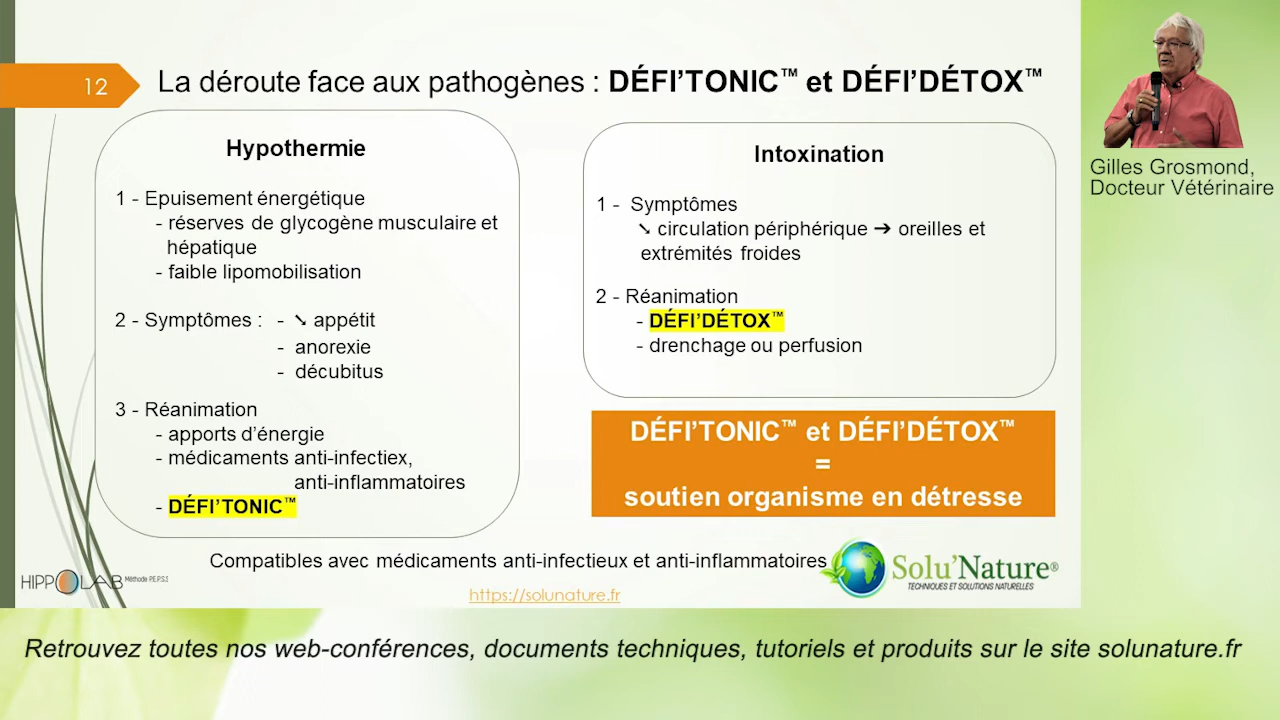 12
La déroute face aux pathogènes : DÉFI’TONIC™ et DÉFI’DÉTOX™
Hypothermie
1 - Epuisement énergétique
- réserves de glycogène musculaire et
hépatique
- faible lipomobilisation
2 - Symptômes : - ➘ appétit
- anorexie
- décubitus
3 - Réanimation
- apports d’énergie
- médicaments anti-infectiex,
anti-inflammatoires
- DÉFI’TONIC™
Intoxination
1 - Symptômes
➘ circulation périphérique ➔ oreilles et
extrémités froides
2 - Réanimation
- DÉFI’DÉTOX™
- drenchage ou perfusion
DÉFI’TONIC™ et DÉFI’DÉTOX™
=
soutien organisme en détresse
Compatibles avec médicaments anti-infectieux et anti-inflammatoires
HIPPOLAB Méthode P.E.P.S.S
Solu’Nature®
TECHNIQUES ET SOLUTIONS NATURELLES
https://solunature.fr
Gilles Grosmond,
Docteur Vétérinaire
Retrouvez toutes nos web-conférences, documents techniques, tutoriels et produits sur le site solunature.fr